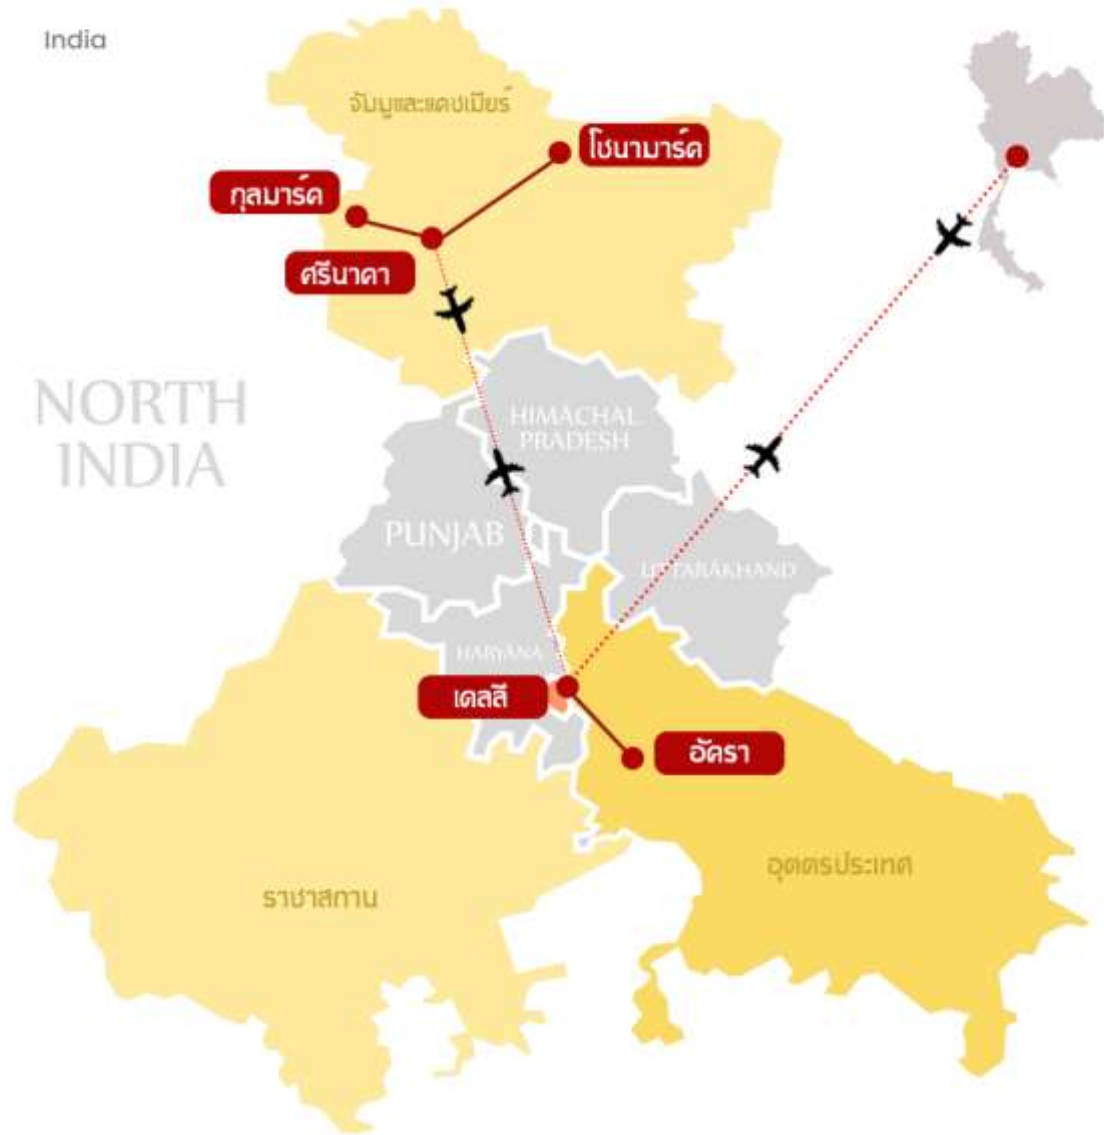 India
จัมมูและแคชเมียร์
โซนามาร์ค
กุลมาร์ค
ศรีนาคา
NORTH
INDIA
HIMACHAL
PRADESH
PUNJAB
UTTARAKHAND
HARYANA
เดลลี
อัครา
อุตตรประเทศ
ราชาสถาน